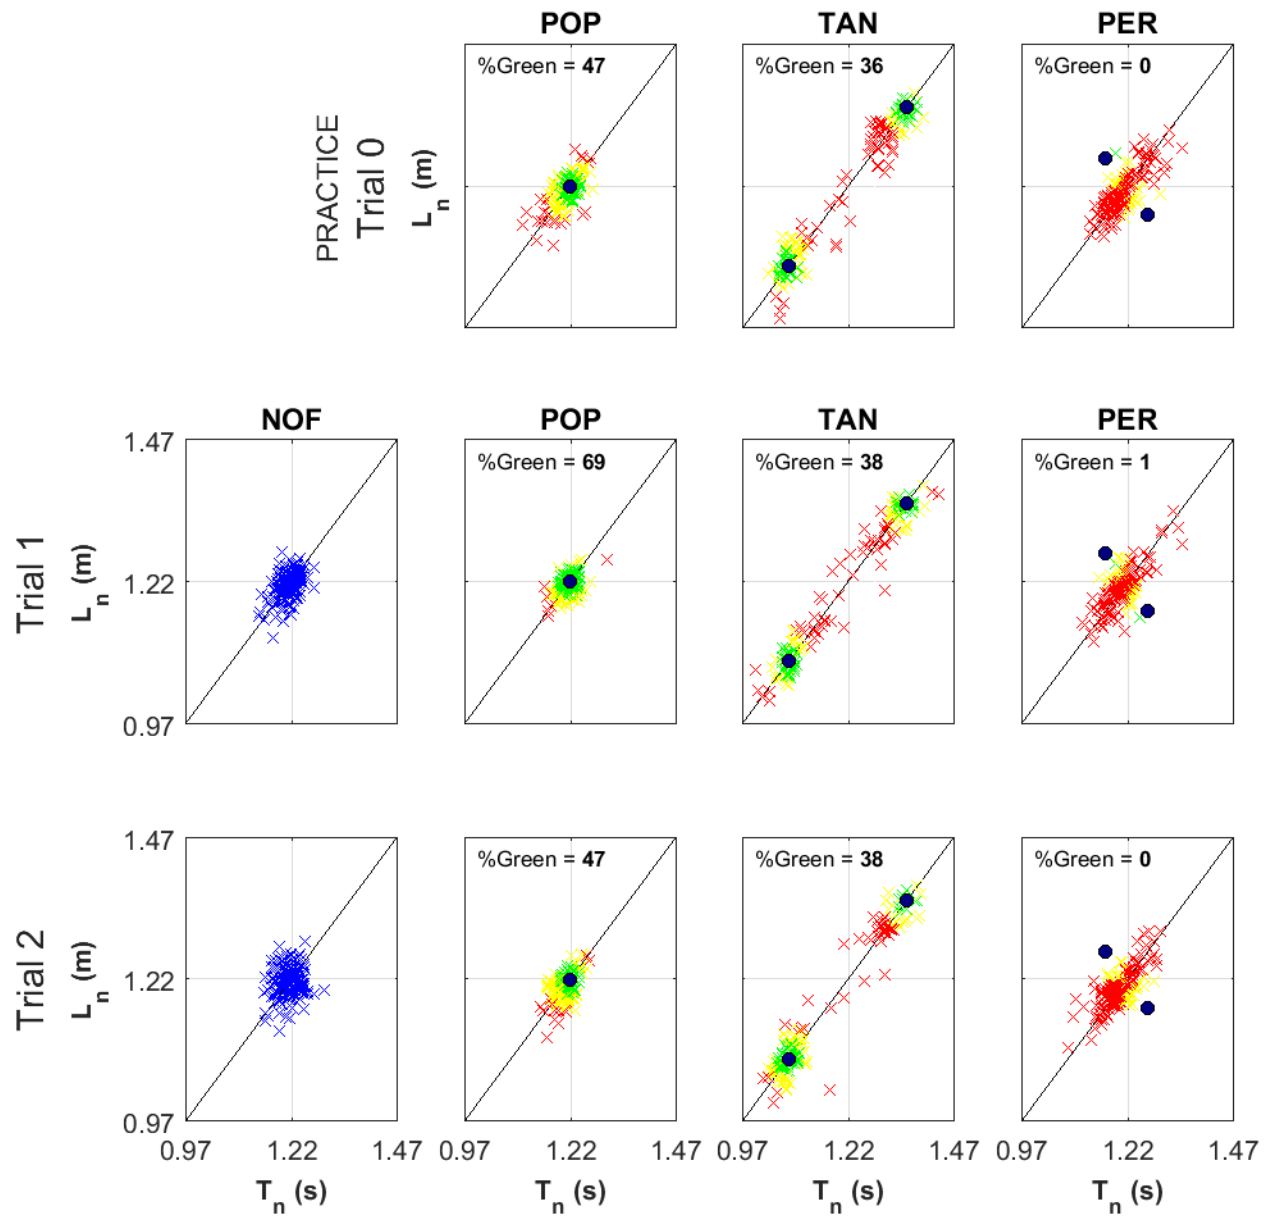 POP TAN PER
PRACTICE
Trial 0
L_n (m)
%Green = 47 %Green = 36 %Green = 0
NOF POP TAN PER
Trial 1
L_n (m)
1.47
1.22
0.97
%Green = 69 %Green = 38 %Green = 1
Trial 2
L_n (m)
1.47
1.22
0.97
%Green = 47 %Green = 38 %Green = 0
0.97 1.22 1.47 0.97 1.22 1.47 0.97 1.22 1.47 0.97 1.22 1.47
T_n (s) T_n (s) T_n (s) T_n (s)